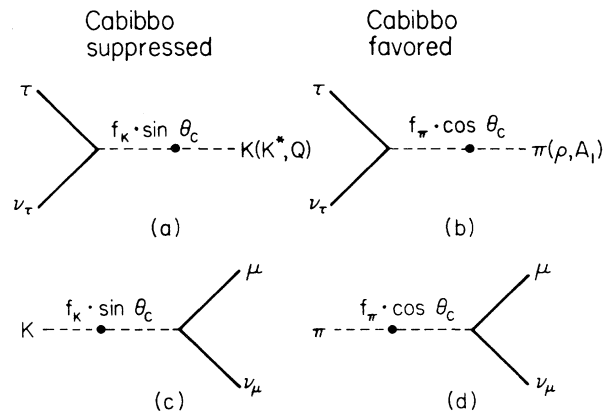 Cabibbo suppressed
Cabibbo favored
τ
f_K · sin θ_c
K(K*,Q)
ν_τ
(a)
τ
f_π · cos θ_c
π(ρ,A₁)
ν_τ
(b)
K
f_K · sin θ_c
μ
ν_μ
(c)
π
f_π · cos θ_c
μ
ν_μ
(d)